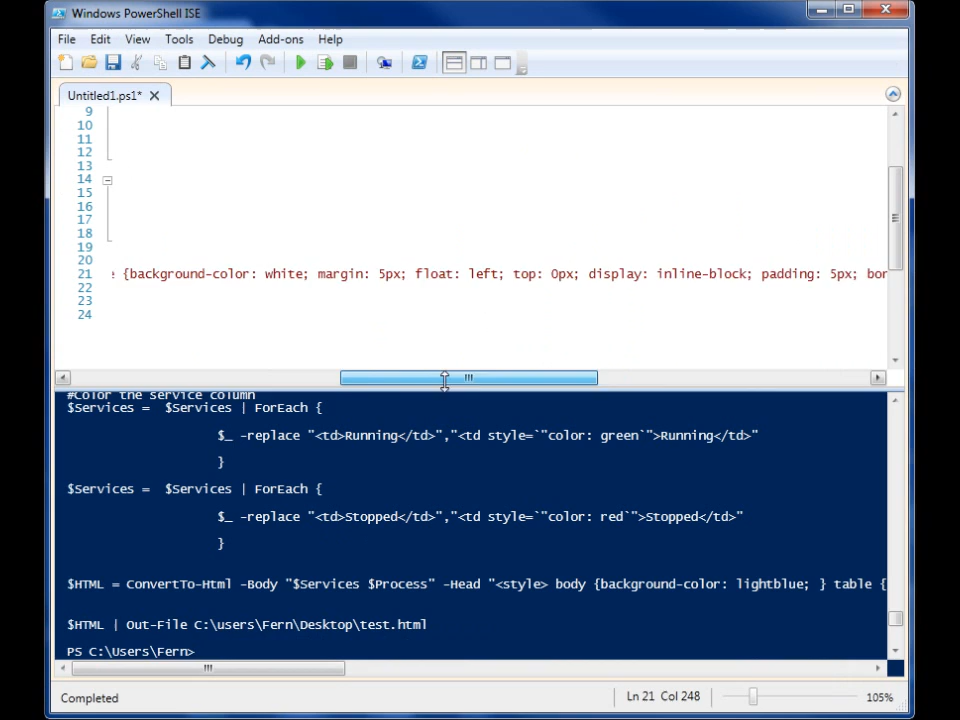 Windows PowerShell ISE
File Edit View Tools Debug Add-ons Help
Untitled1.ps1* X
9
10
11
12
13
14
15
16
17
18
19
20
21 e {background-color: white; margin: 5px; float: left; top: 0px; display: inline-block; padding: 5px; bor
22
23
24
#Color the service column
$Services =  $Services | ForEach {
$_ -replace "<td>Running</td>","<td style=`"color: green`">Running</td>"
}
$Services =  $Services | ForEach {
$_ -replace "<td>Stopped</td>","<td style=`"color: red`">Stopped</td>"
}
$HTML = ConvertTo-Html -Body "$Services $Process" -Head "<style> body {background-color: lightblue; } table {
$HTML | Out-File C:\users\Fern\Desktop\test.html
PS C:\Users\Fern>
Completed
Ln 21 Col 248
105%